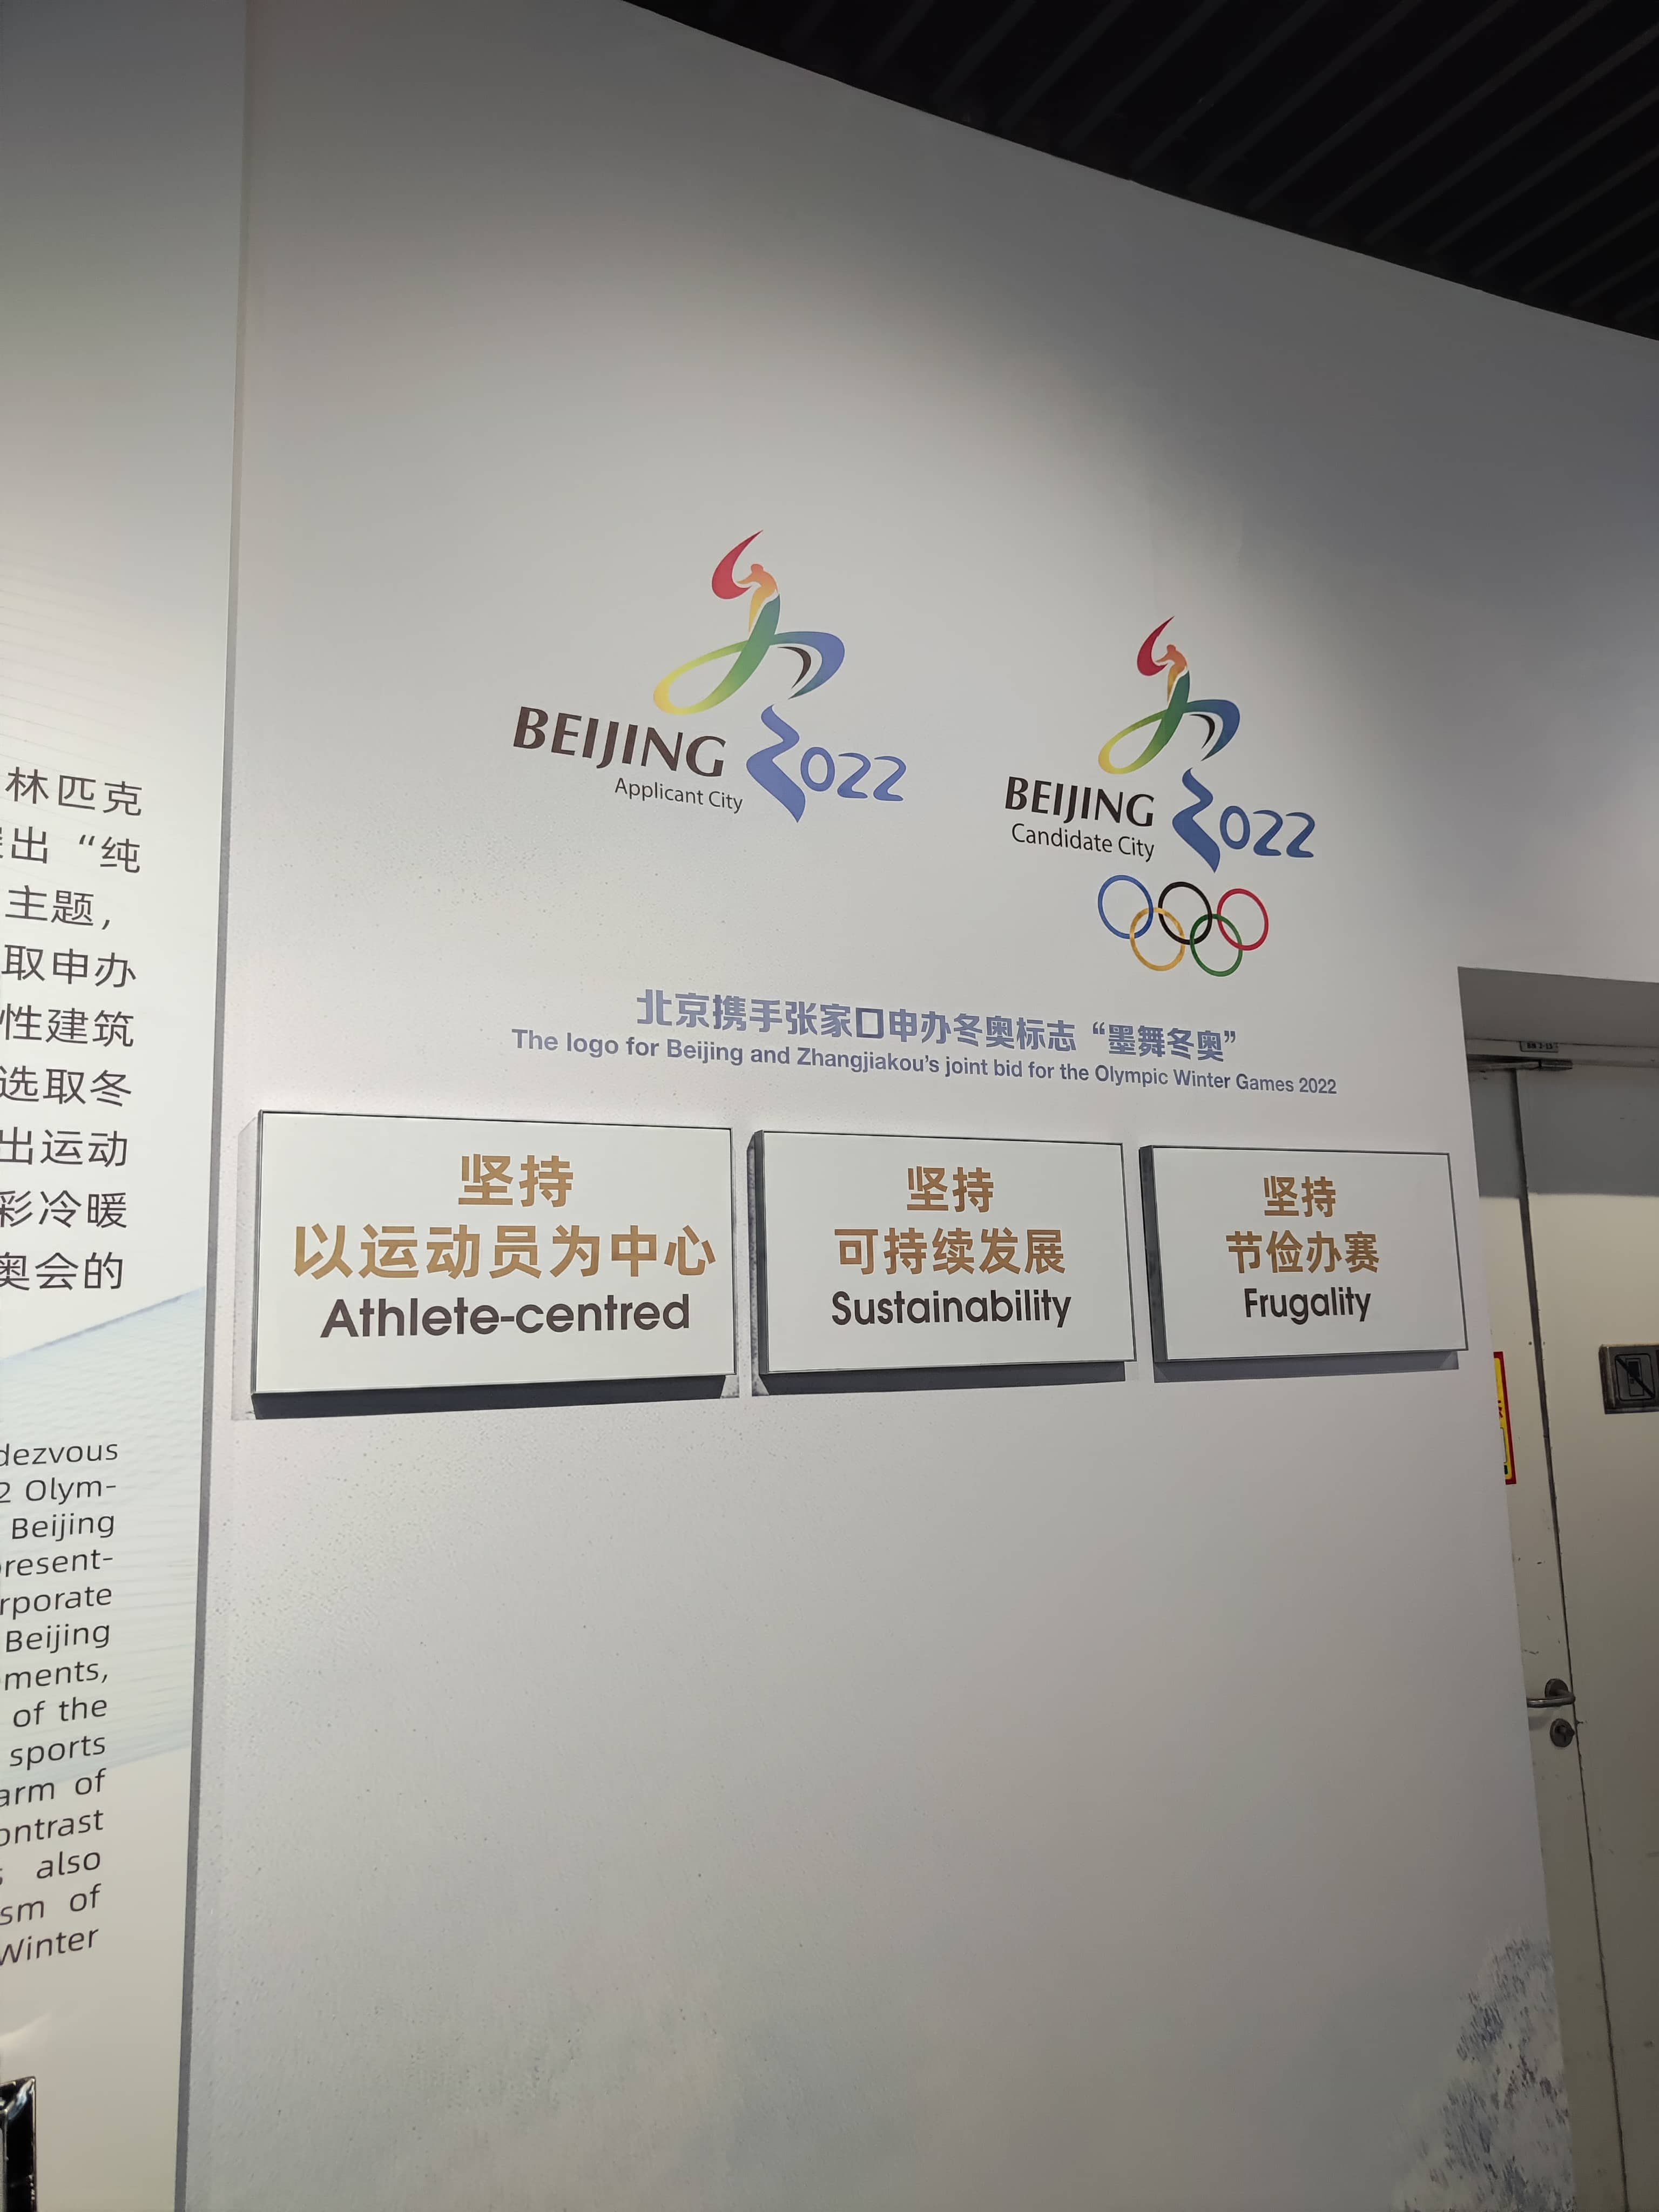 林匹克
出“纯
主题，
取申办
性建筑
选取冬
出运动
彩冷暖
奥会的
dezvous
2 Olym-
Beijing
present-
rporate
Beijing
ments,
of the
sports
arm of
ontrast
also
sm of
Winter
BEIJING 2022
Applicant City
BEIJING 2022
Candidate City
北京携手张家口申办冬奥标志“墨舞冬奥”
The logo for Beijing and Zhangjiakou’s joint bid for the Olympic Winter Games 2022
坚持
以运动员为中心
Athlete-centred
坚持
可持续发展
Sustainability
坚持
节俭办赛
Frugality